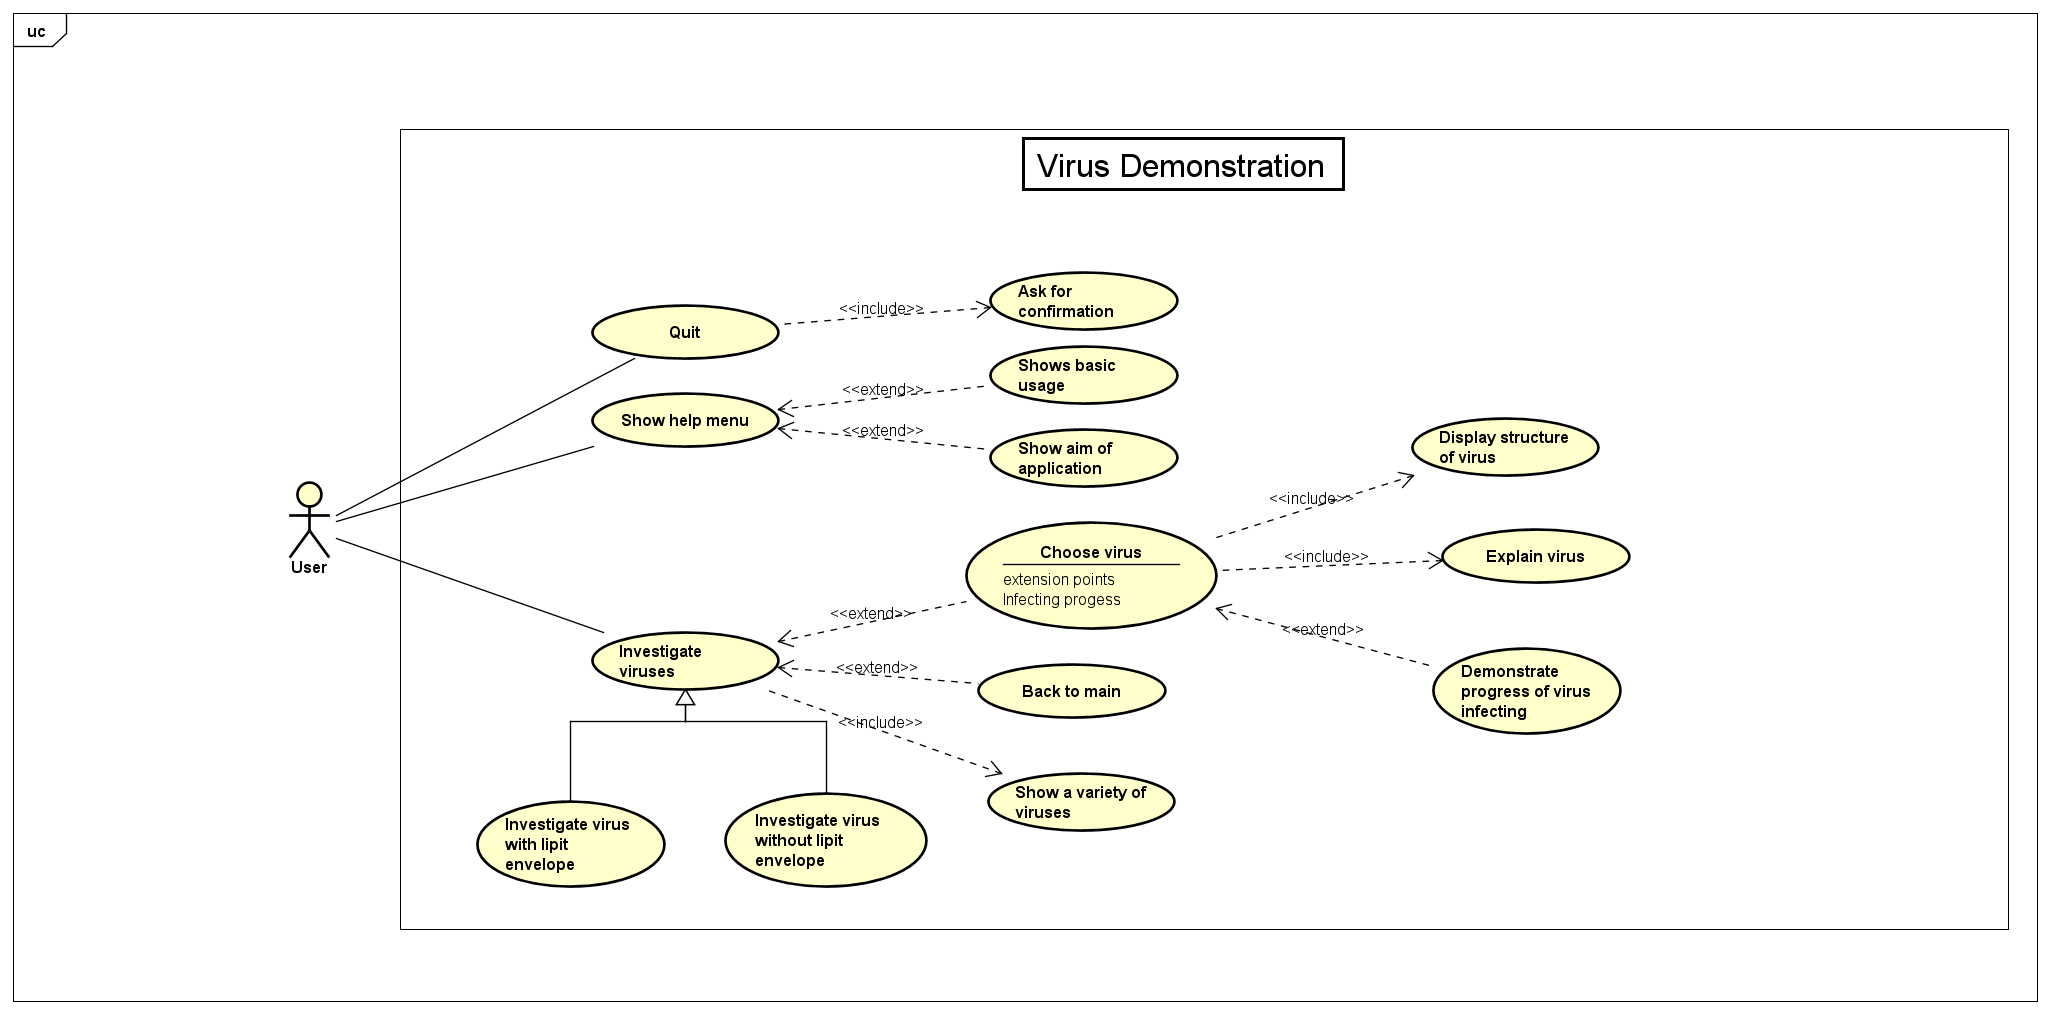 uc
Virus Demonstration
Quit
<<include>>
Ask for
confirmation
Show help menu
<<extend>>
Shows basic
usage
<<extend>>
Show aim of
application
User
Investigate
viruses
<<extend>>
Choose virus
extension points
Infecting progess
<<include>>
Display structure
of virus
<<include>>
Explain virus
<<extend>>
Demonstrate
progress of virus
infecting
<<extend>>
Back to main
<<include>>
Show a variety of
viruses
Investigate virus
with lipit
envelope
Investigate virus
without lipit
envelope